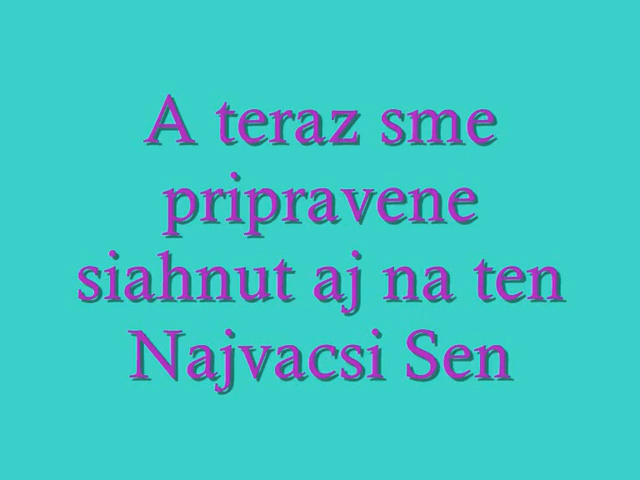 A teraz sme
pripravene
siahnut aj na ten
Najvacsi Sen